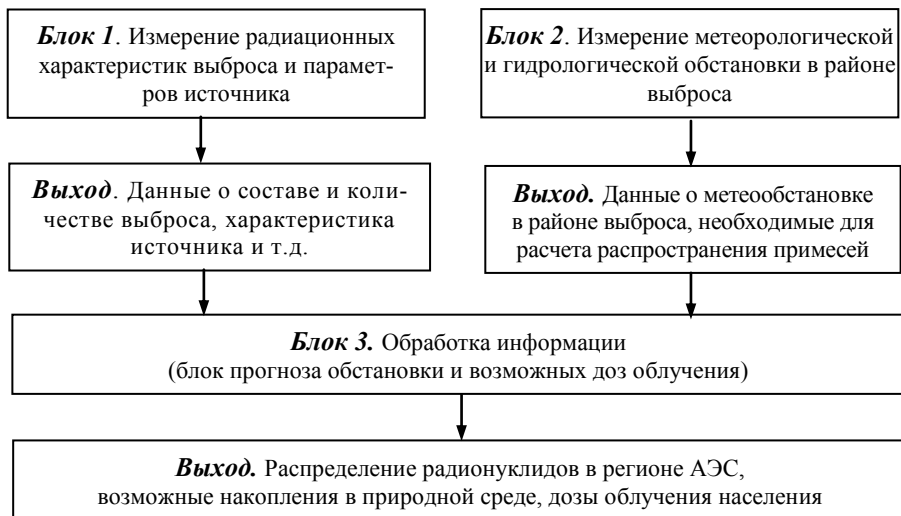 Блок 1. Измерение радиационных
характеристик выброса и парамет-
ров источника
Блок 2. Измерение метеорологической
и гидрологической обстановки в районе
выброса
Выход. Данные о составе и коли-
честве выброса, характеристика
источника и т.д.
Выход. Данные о метеообстановке
в районе выброса, необходимые для
расчета распространения примесей
Блок 3. Обработка информации
(блок прогноза обстановки и возможных доз облучения)
Выход. Распределение радионуклидов в регионе АЭС,
возможные накопления в природной среде, дозы облучения населения